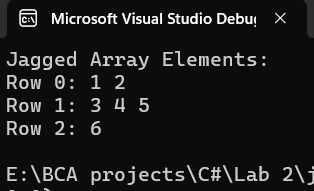 Microsoft Visual Studio Debug
Jagged Array Elements:
Row 0: 1 2
Row 1: 3 4 5
Row 2: 6
E:\BCA projects\C#\Lab 2\j